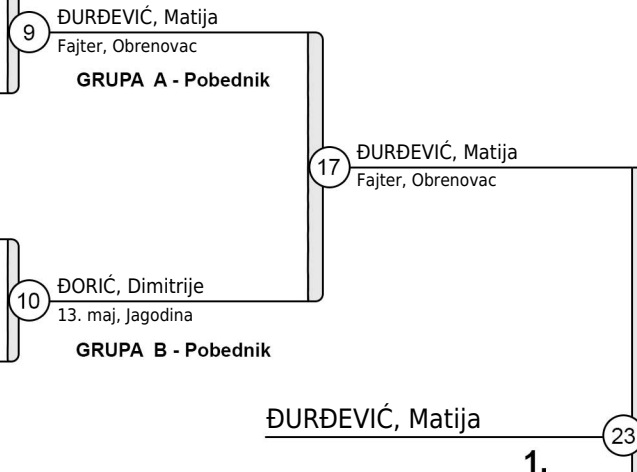 9
ĐURĐEVIĆ, Matija
Fajter, Obrenovac
GRUPA A - Pobednik
17
ĐURĐEVIĆ, Matija
Fajter, Obrenovac
10
ĐORIĆ, Dimitrije
13. maj, Jagodina
GRUPA B - Pobednik
ĐURĐEVIĆ, Matija
23
1.